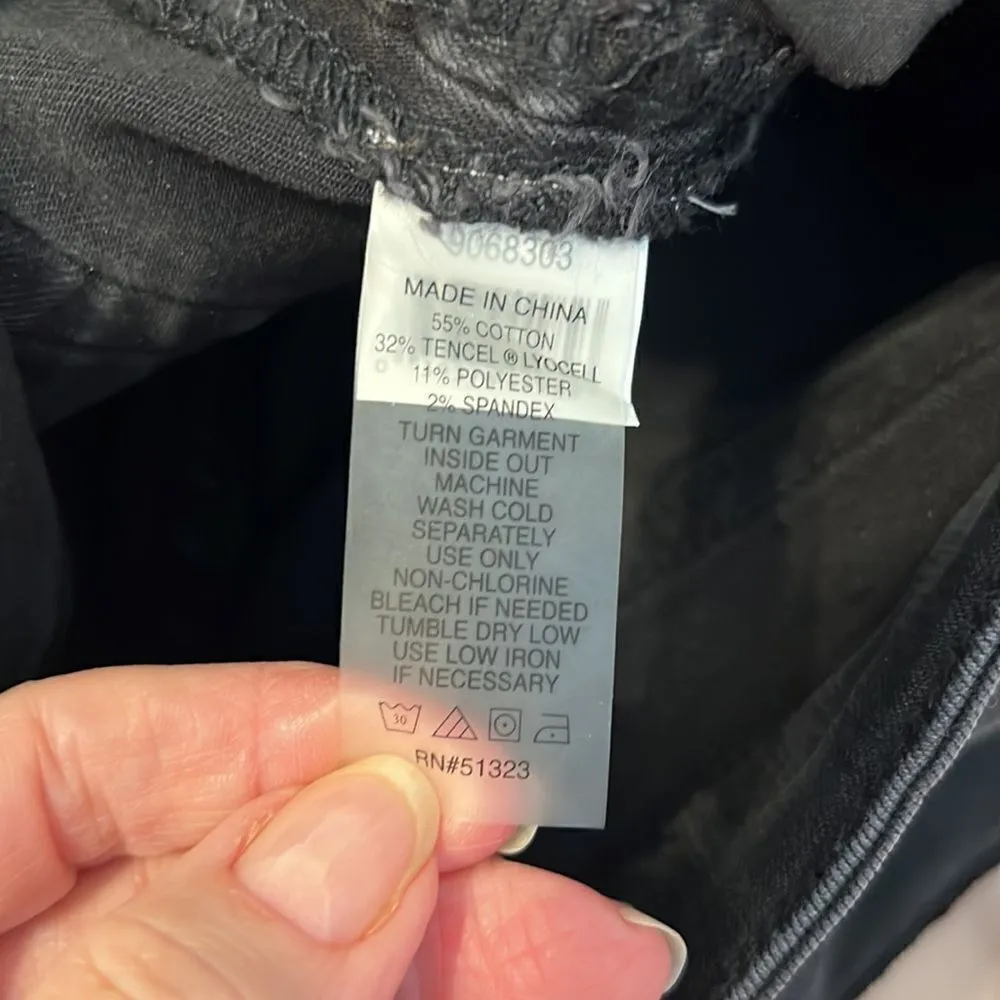 9068303
MADE IN CHINA
55% COTTON
32% TENCEL ® LYOCELL
11% POLYESTER
2% SPANDEX
TURN GARMENT
INSIDE OUT
MACHINE
WASH COLD
SEPARATELY
USE ONLY
NON-CHLORINE
BLEACH IF NEEDED
TUMBLE DRY LOW
USE LOW IRON
IF NECESSARY
30
RN#51323